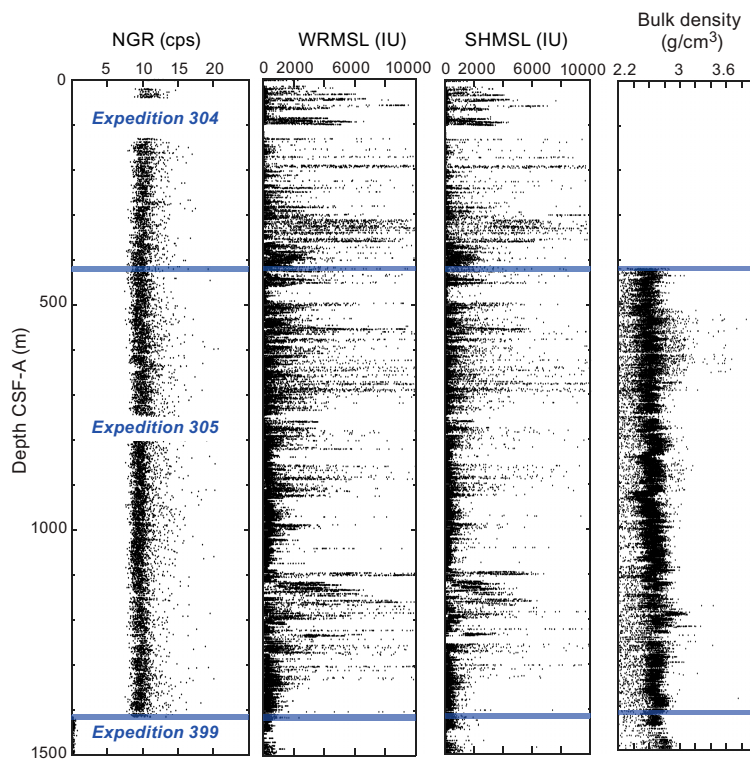 NGR (cps)
WRMSL (IU)
SHMSL (IU)
Bulk density
(g/cm³)
5 10 20
0 2000 6000 10000
0 2000 6000 10000
2.2 3 3.6
0
Expedition 304
500
Depth CSF-A (m)
Expedition 305
1000
Expedition 399
1500